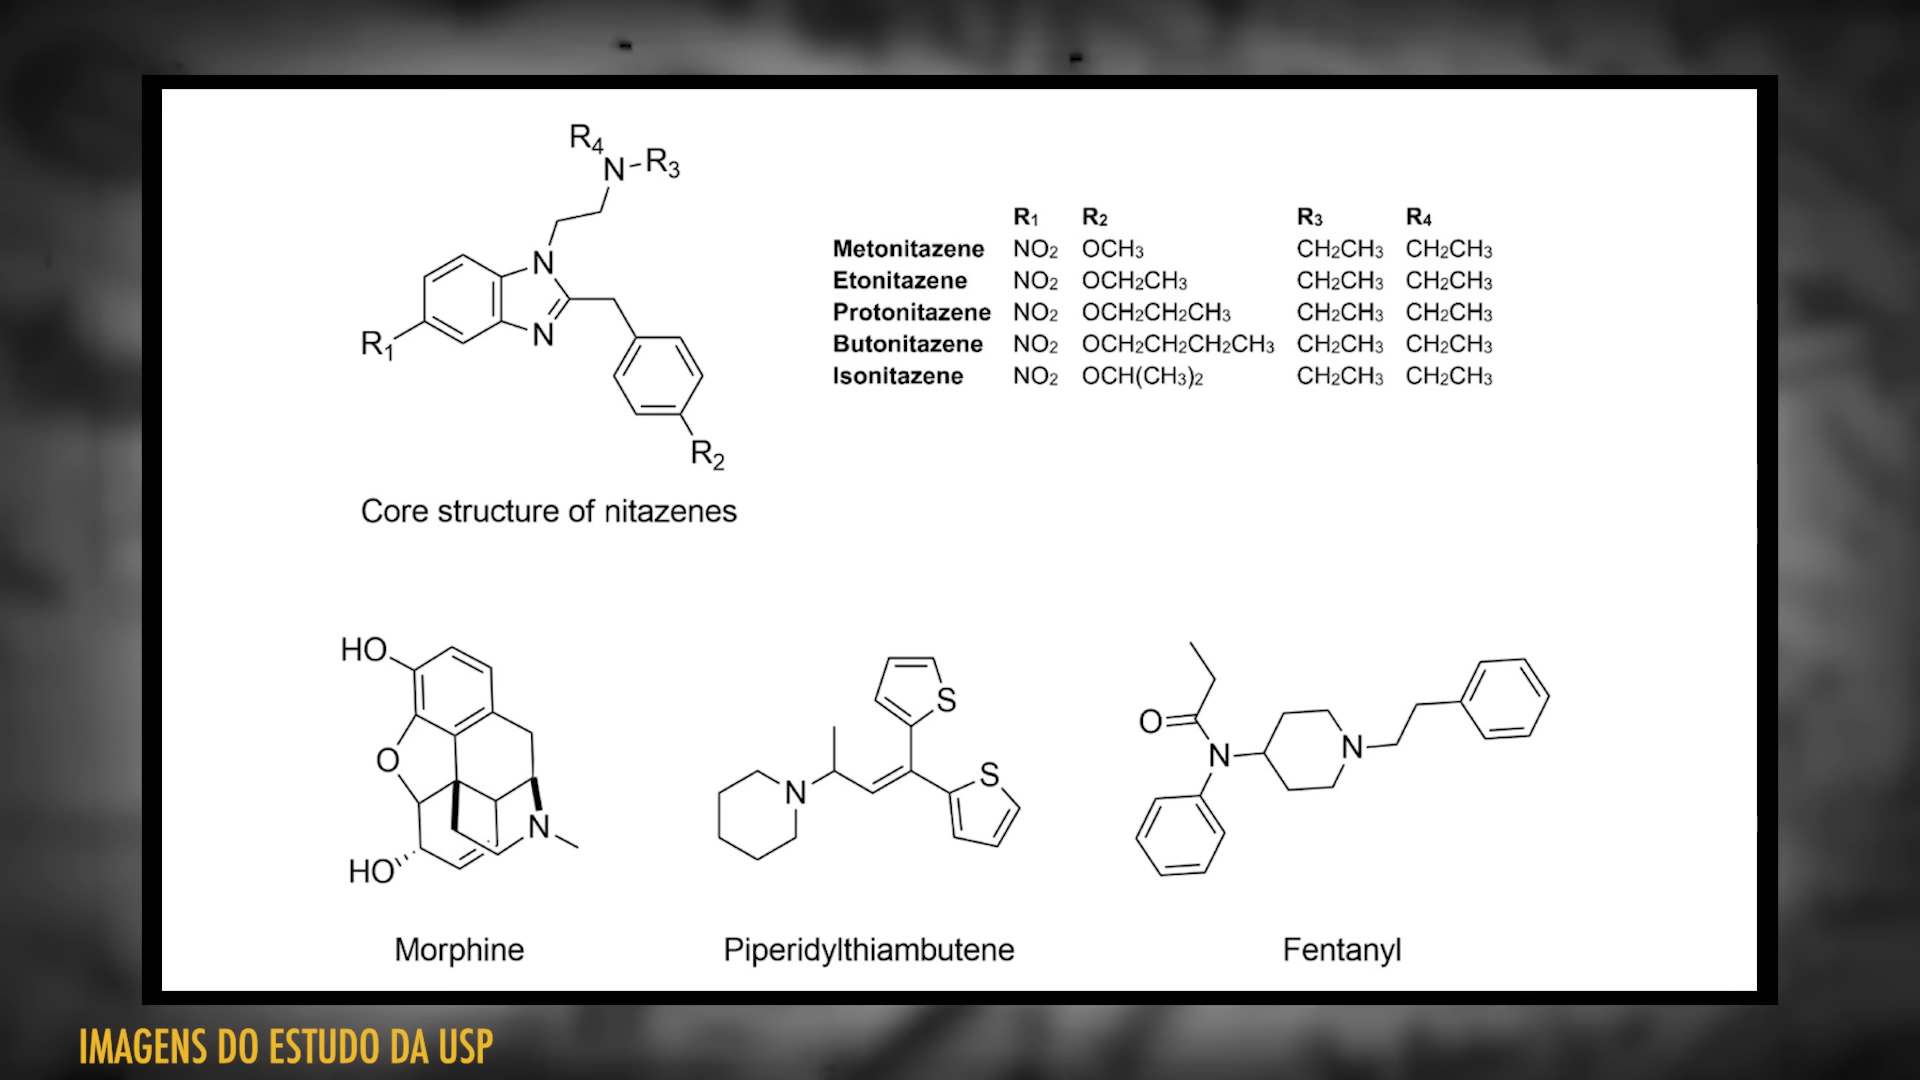 R4
N-R3
N
N
R1
R2
Core structure of nitazenes
R1 R2 R3 R4
Metonitazene NO2 OCH3 CH2CH3 CH2CH3
Etonitazene NO2 OCH2CH3 CH2CH3 CH2CH3
Protonitazene NO2 OCH2CH2CH3 CH2CH3 CH2CH3
Butonitazene NO2 OCH2CH2CH2CH3 CH2CH3 CH2CH3
Isonitazene NO2 OCH(CH3)2 CH2CH3 CH2CH3
HO
O
N
HO
Morphine
S
S
N
Piperidylthiambutene
O
N
N
Fentanyl
IMAGENS DO ESTUDO DA USP